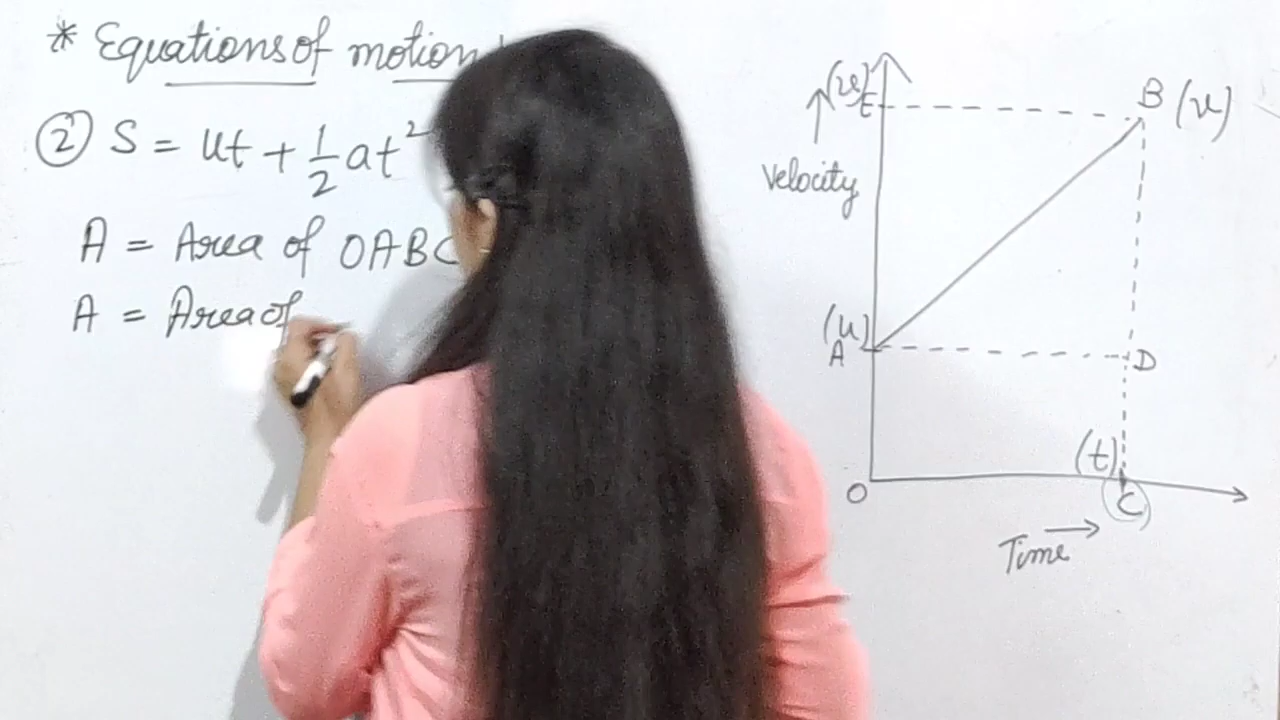 * Equations of motion
② S = ut + 1/2 at²
A = Area of OABC
A = Area of
(v) E
B (v)
Velocity
(u)
A
D
(t)
O
C
Time